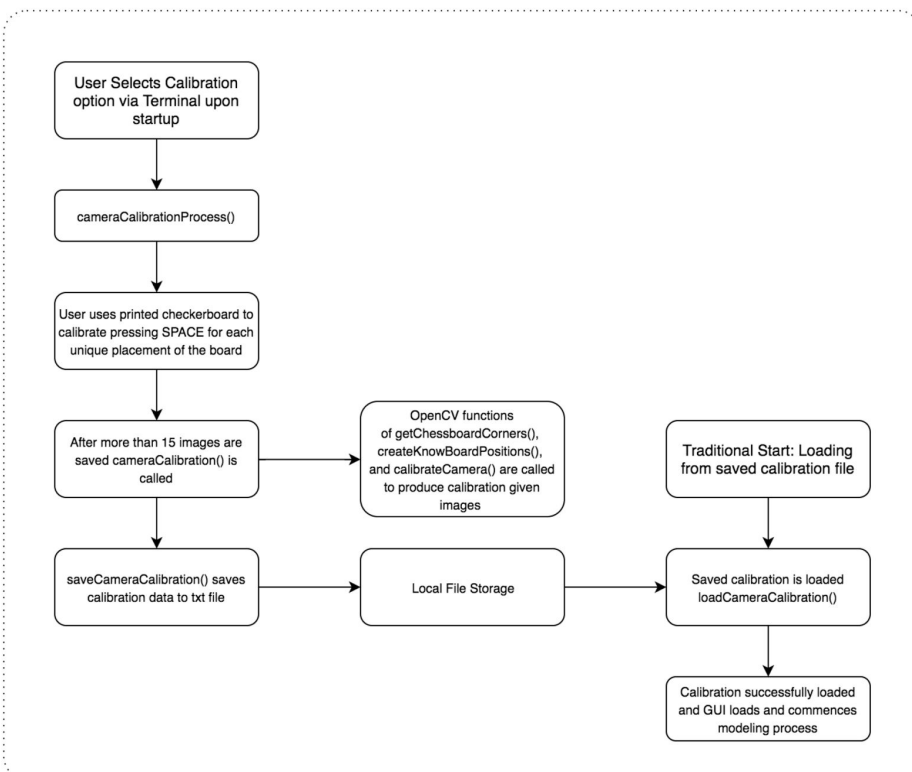 User Selects Calibration
option via Terminal upon
startup
cameraCalibrationProcess()
User uses printed checkerboard to
calibrate pressing SPACE for each
unique placement of the board
After more than 15 images are
saved cameraCalibration() is
called
OpenCV functions
of getChessboardCorners(),
createKnowBoardPositions(),
and calibrateCamera() are called
to produce calibration given
images
Traditional Start: Loading
from saved calibration file
saveCameraCalibration() saves
calibration data to txt file
Local File Storage
Saved calibration is loaded
loadCameraCalibration()
Calibration successfully loaded
and GUI loads and commences
modeling process